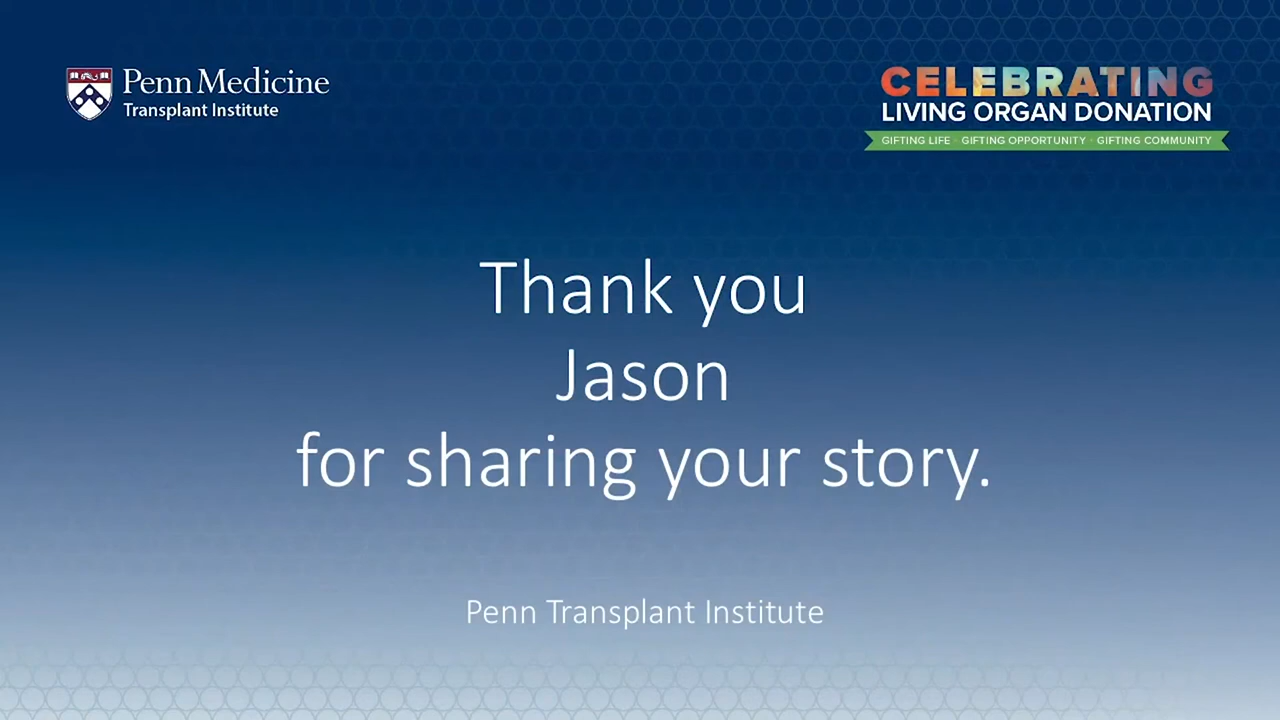 Penn Medicine
Transplant Institute
CELEBRATING
LIVING ORGAN DONATION
GIFTING LIFE · GIFTING OPPORTUNITY · GIFTING COMMUNITY
Thank you
Jason
for sharing your story.
Penn Transplant Institute